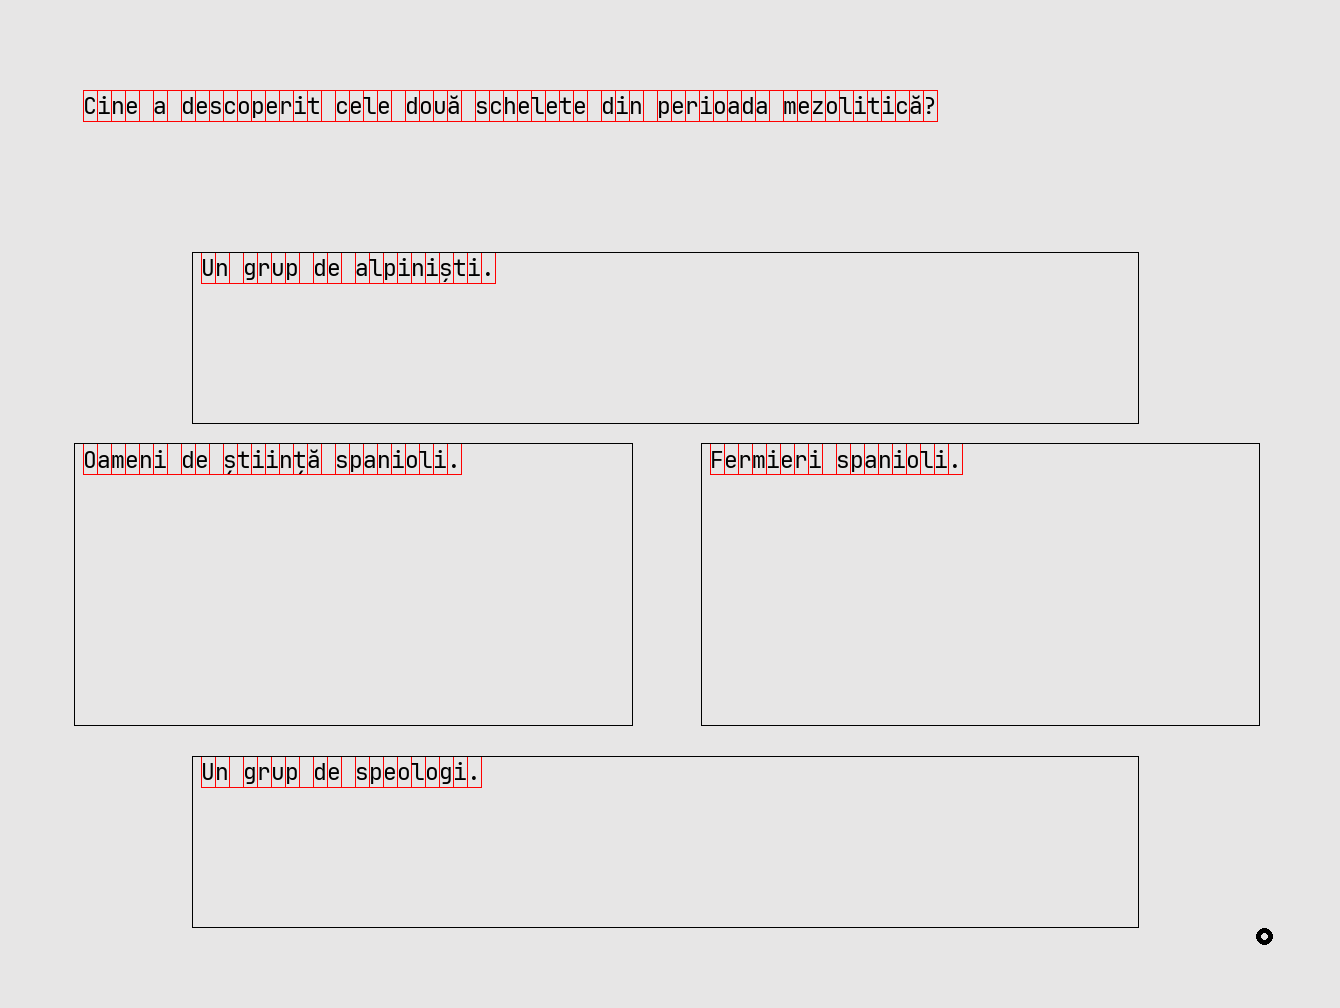 Cine a descoperit cele două schelete din perioada mezolitică?
Un grup de alpiniști.
Oameni de știință spanioli.
Fermieri spanioli.
Un grup de speologi.